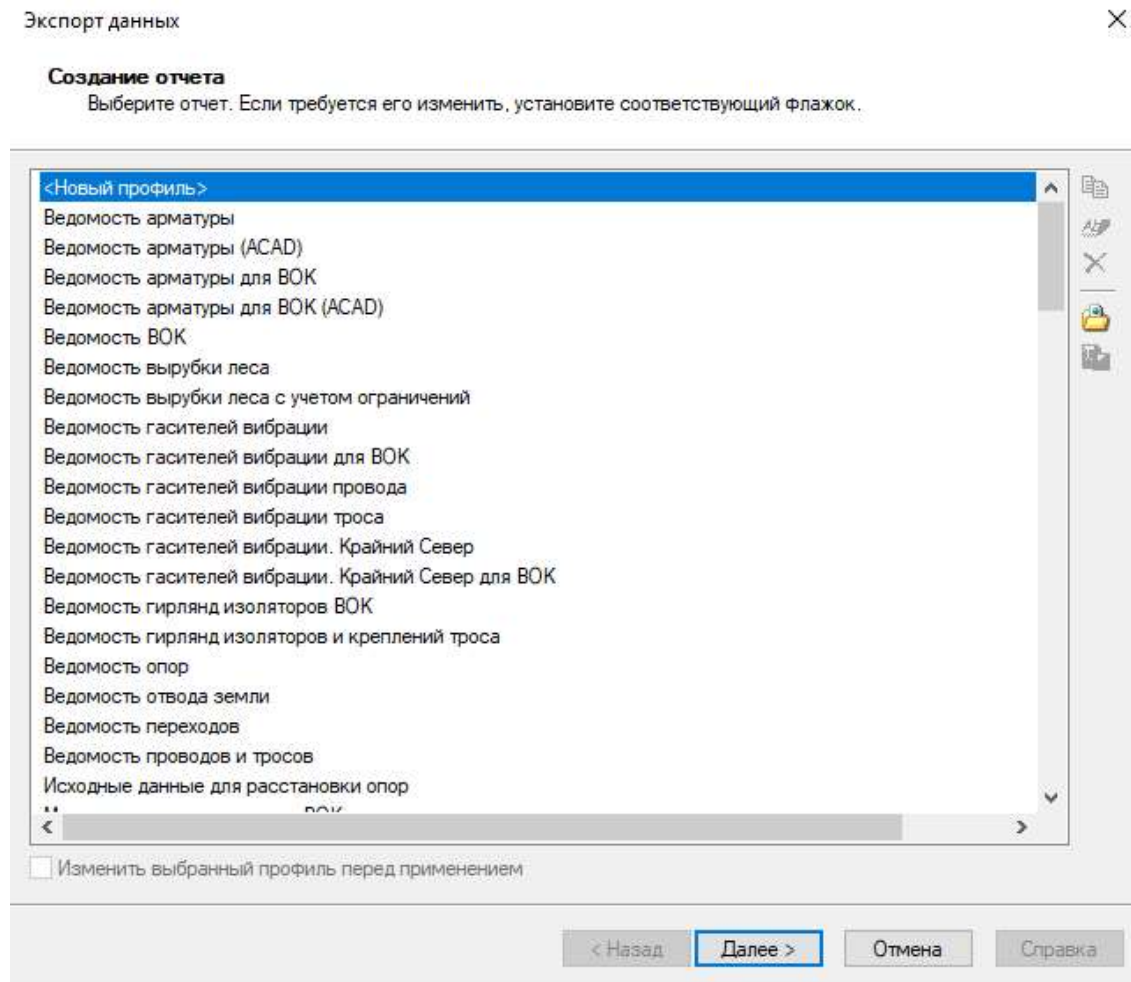 Экспорт данных
Создание отчета
Выберите отчет. Если требуется его изменить, установите соответствующий флажок.
<Новый профиль>
Ведомость арматуры
Ведомость арматуры (ACAD)
Ведомость арматуры для ВОК
Ведомость арматуры для ВОК (ACAD)
Ведомость ВОК
Ведомость вырубки леса
Ведомость вырубки леса с учетом ограничений
Ведомость гасителей вибрации
Ведомость гасителей вибрации для ВОК
Ведомость гасителей вибрации провода
Ведомость гасителей вибрации троса
Ведомость гасителей вибрации. Крайний Север
Ведомость гасителей вибрации. Крайний Север для ВОК
Ведомость гирлянд изоляторов ВОК
Ведомость гирлянд изоляторов и креплений троса
Ведомость опор
Ведомость отвода земли
Ведомость переходов
Ведомость проводов и тросов
Исходные данные для расстановки опор
Изменить выбранный профиль перед применением
< Назад
Далее >
Отмена
Справка